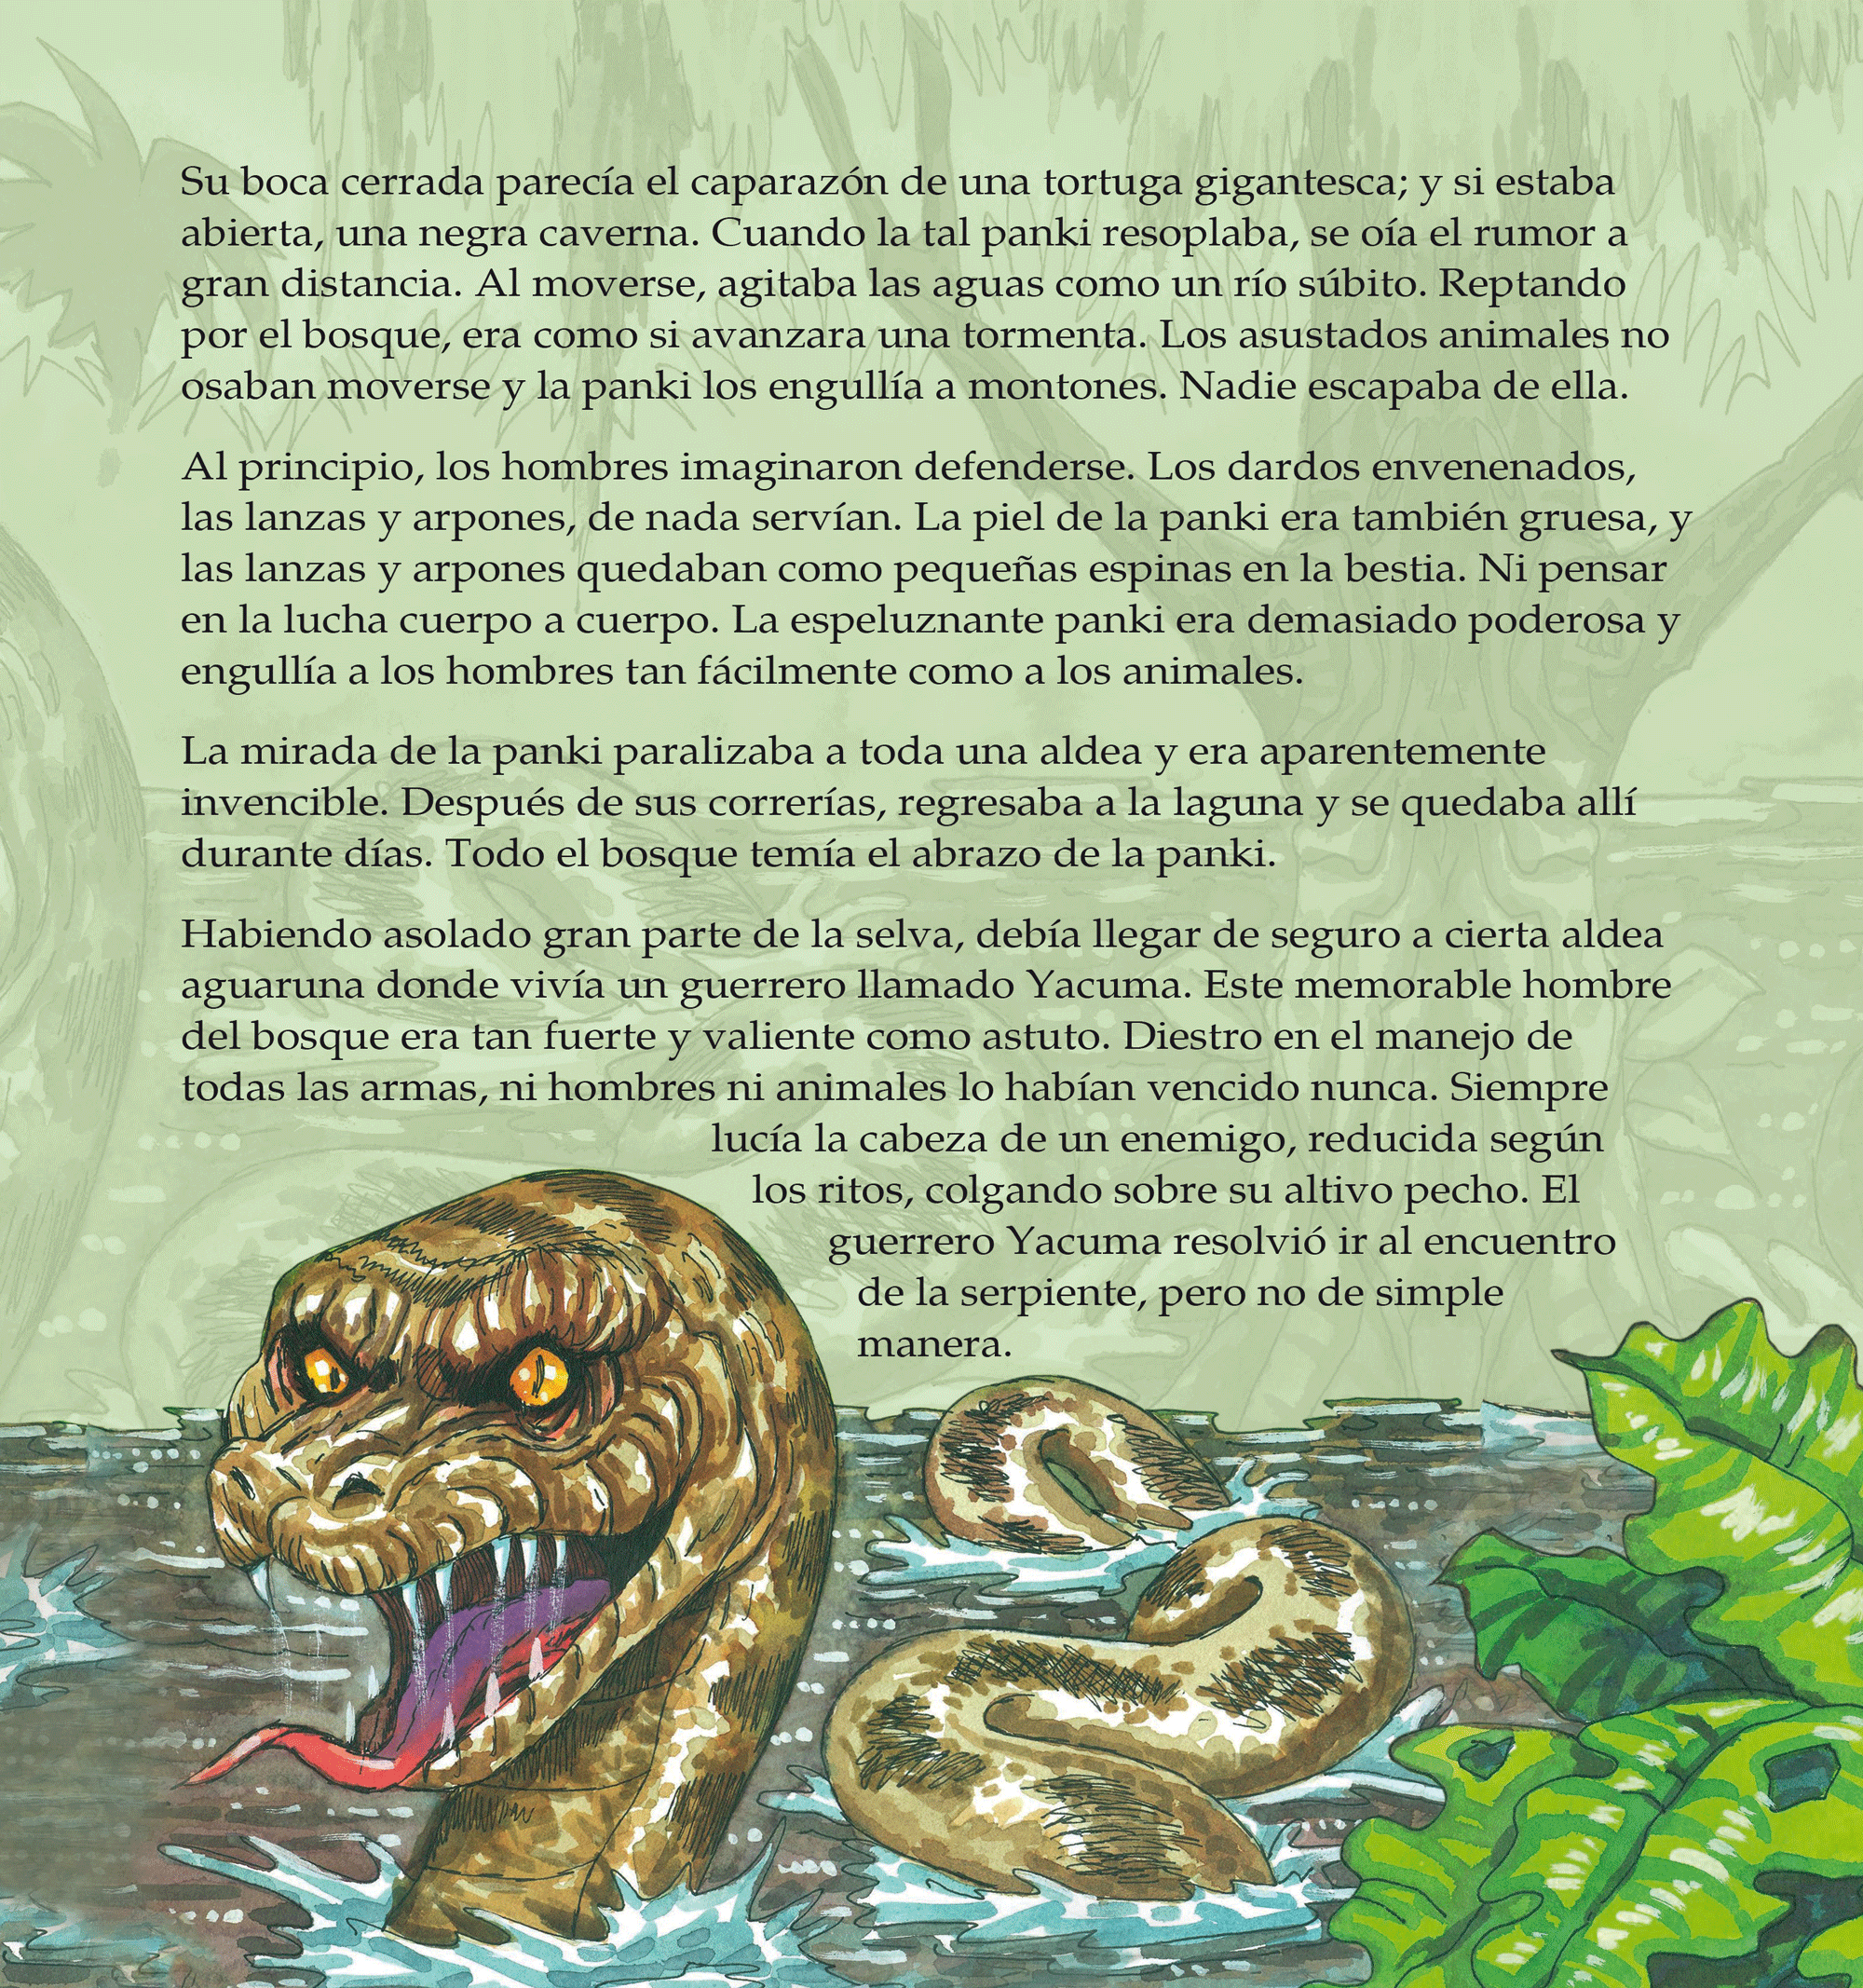 Su boca cerrada parecía el caparazón de una tortuga gigantesca; y si estaba
abierta, una negra caverna. Cuando la tal panki resoplaba, se oía el rumor a
gran distancia. Al moverse, agitaba las aguas como un río súbito. Reptando
por el bosque, era como si avanzara una tormenta. Los asustados animales no
osaban moverse y la panki los engullía a montones. Nadie escapaba de ella.
Al principio, los hombres imaginaron defenderse. Los dardos envenenados,
las lanzas y arpones, de nada servían. La piel de la panki era también gruesa, y
las lanzas y arpones quedaban como pequeñas espinas en la bestia. Ni pensar
en la lucha cuerpo a cuerpo. La espeluznante panki era demasiado poderosa y
engullía a los hombres tan fácilmente como a los animales.
La mirada de la panki paralizaba a toda una aldea y era aparentemente
invencible. Después de sus correrías, regresaba a la laguna y se quedaba allí
durante días. Todo el bosque temía el abrazo de la panki.
Habiendo asolado gran parte de la selva, debía llegar de seguro a cierta aldea
aguaruna donde vivía un guerrero llamado Yacuma. Este memorable hombre
del bosque era tan fuerte y valiente como astuto. Diestro en el manejo de
todas las armas, ni hombres ni animales lo habían vencido nunca. Siempre
lucía la cabeza de un enemigo, reducida según
los ritos, colgando sobre su altivo pecho. El
guerrero Yacuma resolvió ir al encuentro
de la serpiente, pero no de simple
manera.